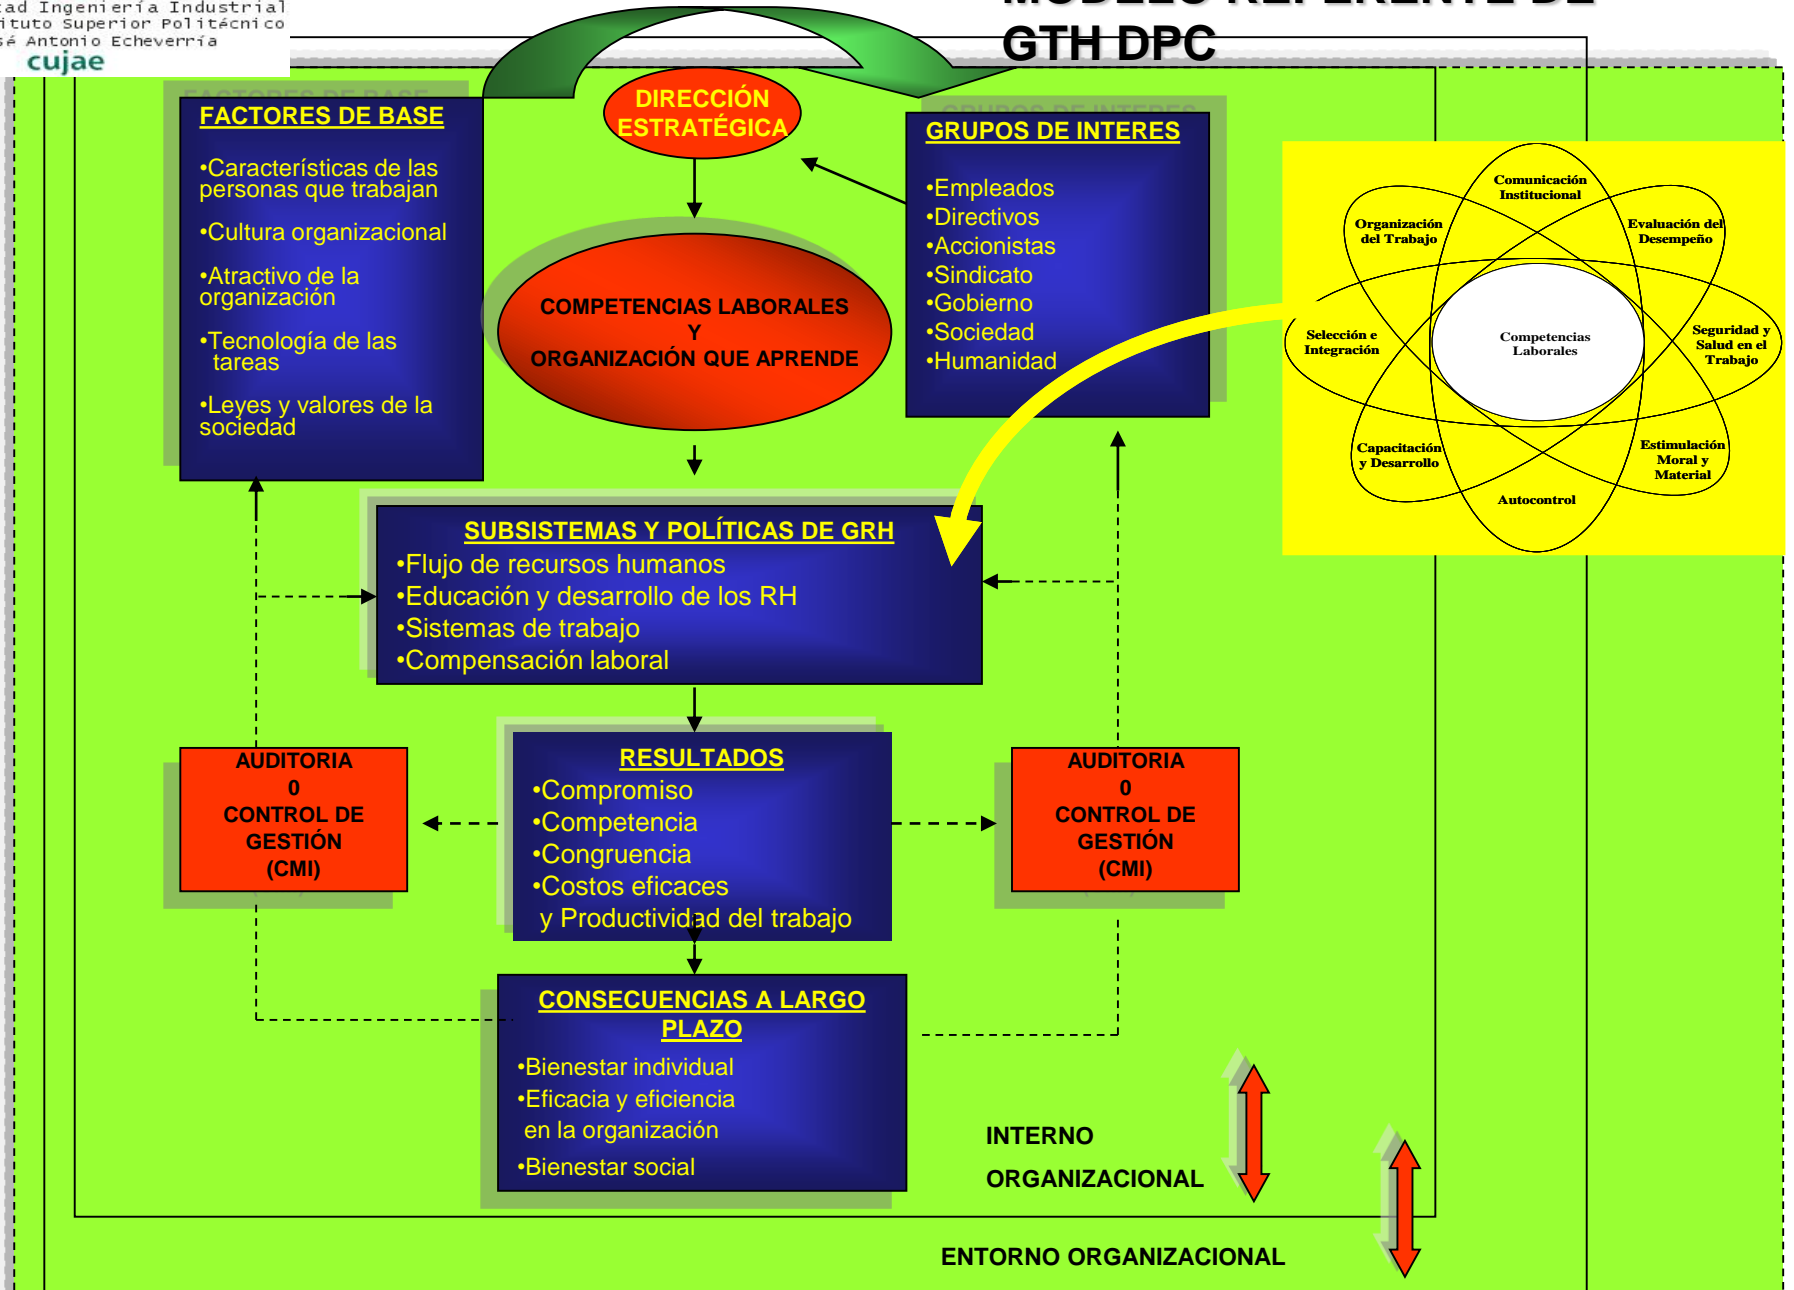 Ingeniería Industrial
Superior Politécnico
Antonio Echeverría
cujae
MODELO REFERENTE DE
GTH DPC
FACTORES DE BASE
•Características de las
personas que trabajan
•Cultura organizacional
•Atractivo de la
organización
•Tecnología de las
tareas
•Leyes y valores de la
sociedad
DIRECCIÓN
ESTRATÉGICA
GRUPOS DE INTERES
•Empleados
•Directivos
•Accionistas
•Sindicato
•Gobierno
•Sociedad
•Humanidad
COMPETENCIAS LABORALES
Y
ORGANIZACIÓN QUE APRENDE
Comunicación
Institucional
Organización
del Trabajo
Evaluación del
Desempeño
Selección e
Integración
Competencias
Laborales
Seguridad y
Salud en el
Trabajo
Capacitación
y Desarrollo
Estimulación
Moral y
Material
Autocontrol
SUBSISTEMAS Y POLÍTICAS DE GRH
•Flujo de recursos humanos
•Educación y desarrollo de los RH
•Sistemas de trabajo
•Compensación laboral
AUDITORIA
0
CONTROL DE
GESTIÓN
(CMI)
RESULTADOS
•Compromiso
•Competencia
•Congruencia
•Costos eficaces
y Productividad del trabajo
AUDITORIA
0
CONTROL DE
GESTIÓN
(CMI)
CONSECUENCIAS A LARGO
PLAZO
•Bienestar individual
•Eficacia y eficiencia
en la organización
•Bienestar social
INTERNO
ORGANIZACIONAL
ENTORNO ORGANIZACIONAL